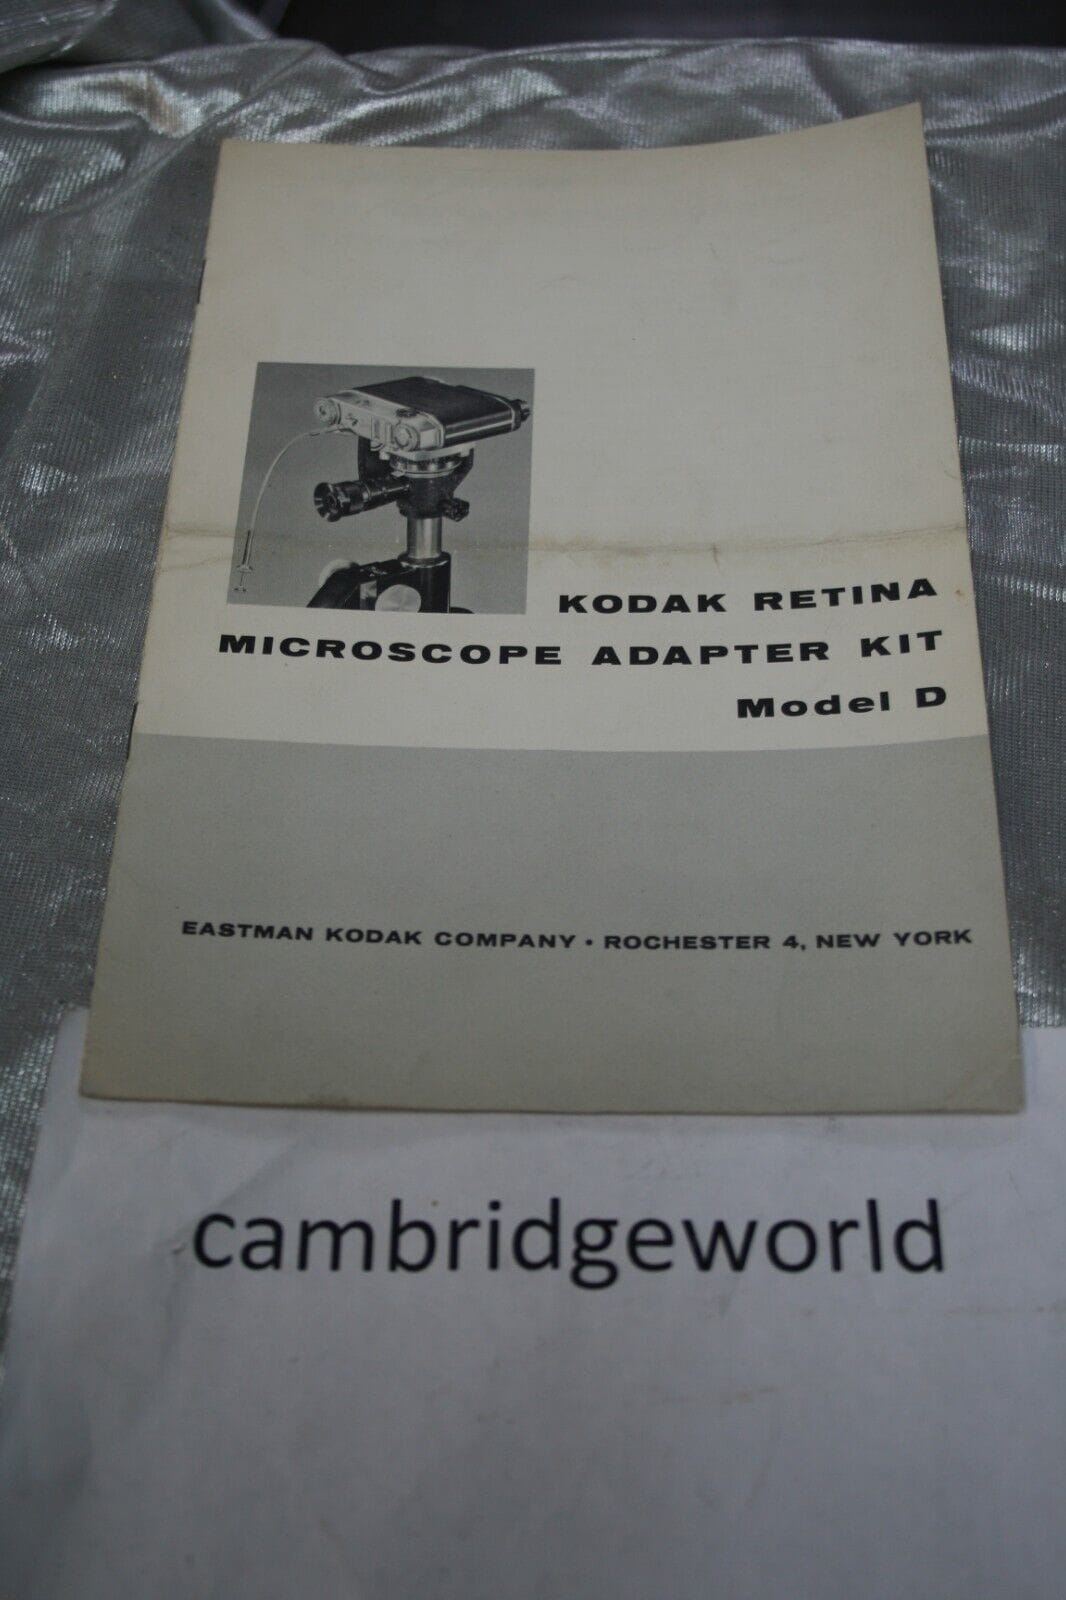 KODAK RETINA
MICROSCOPE ADAPTER KIT
Model D
EASTMAN KODAK COMPANY • ROCHESTER 4, NEW YORK
cambridgeworld